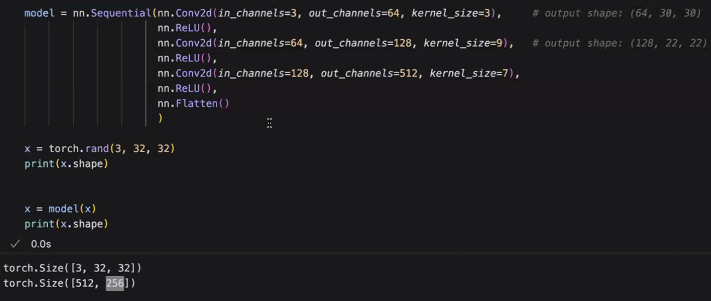 model = nn.Sequential(nn.Conv2d(in_channels=3, out_channels=64, kernel_size=3), # output shape: (64, 30, 30)
nn.ReLU(),
nn.Conv2d(in_channels=64, out_channels=128, kernel_size=9), # output shape: (128, 22, 22)
nn.ReLU(),
nn.Conv2d(in_channels=128, out_channels=512, kernel_size=7),
nn.ReLU(),
nn.Flatten()
)
x = torch.rand(3, 32, 32)
print(x.shape)
x = model(x)
print(x.shape)
0.0s
torch.Size([3, 32, 32])
torch.Size([512, 256])